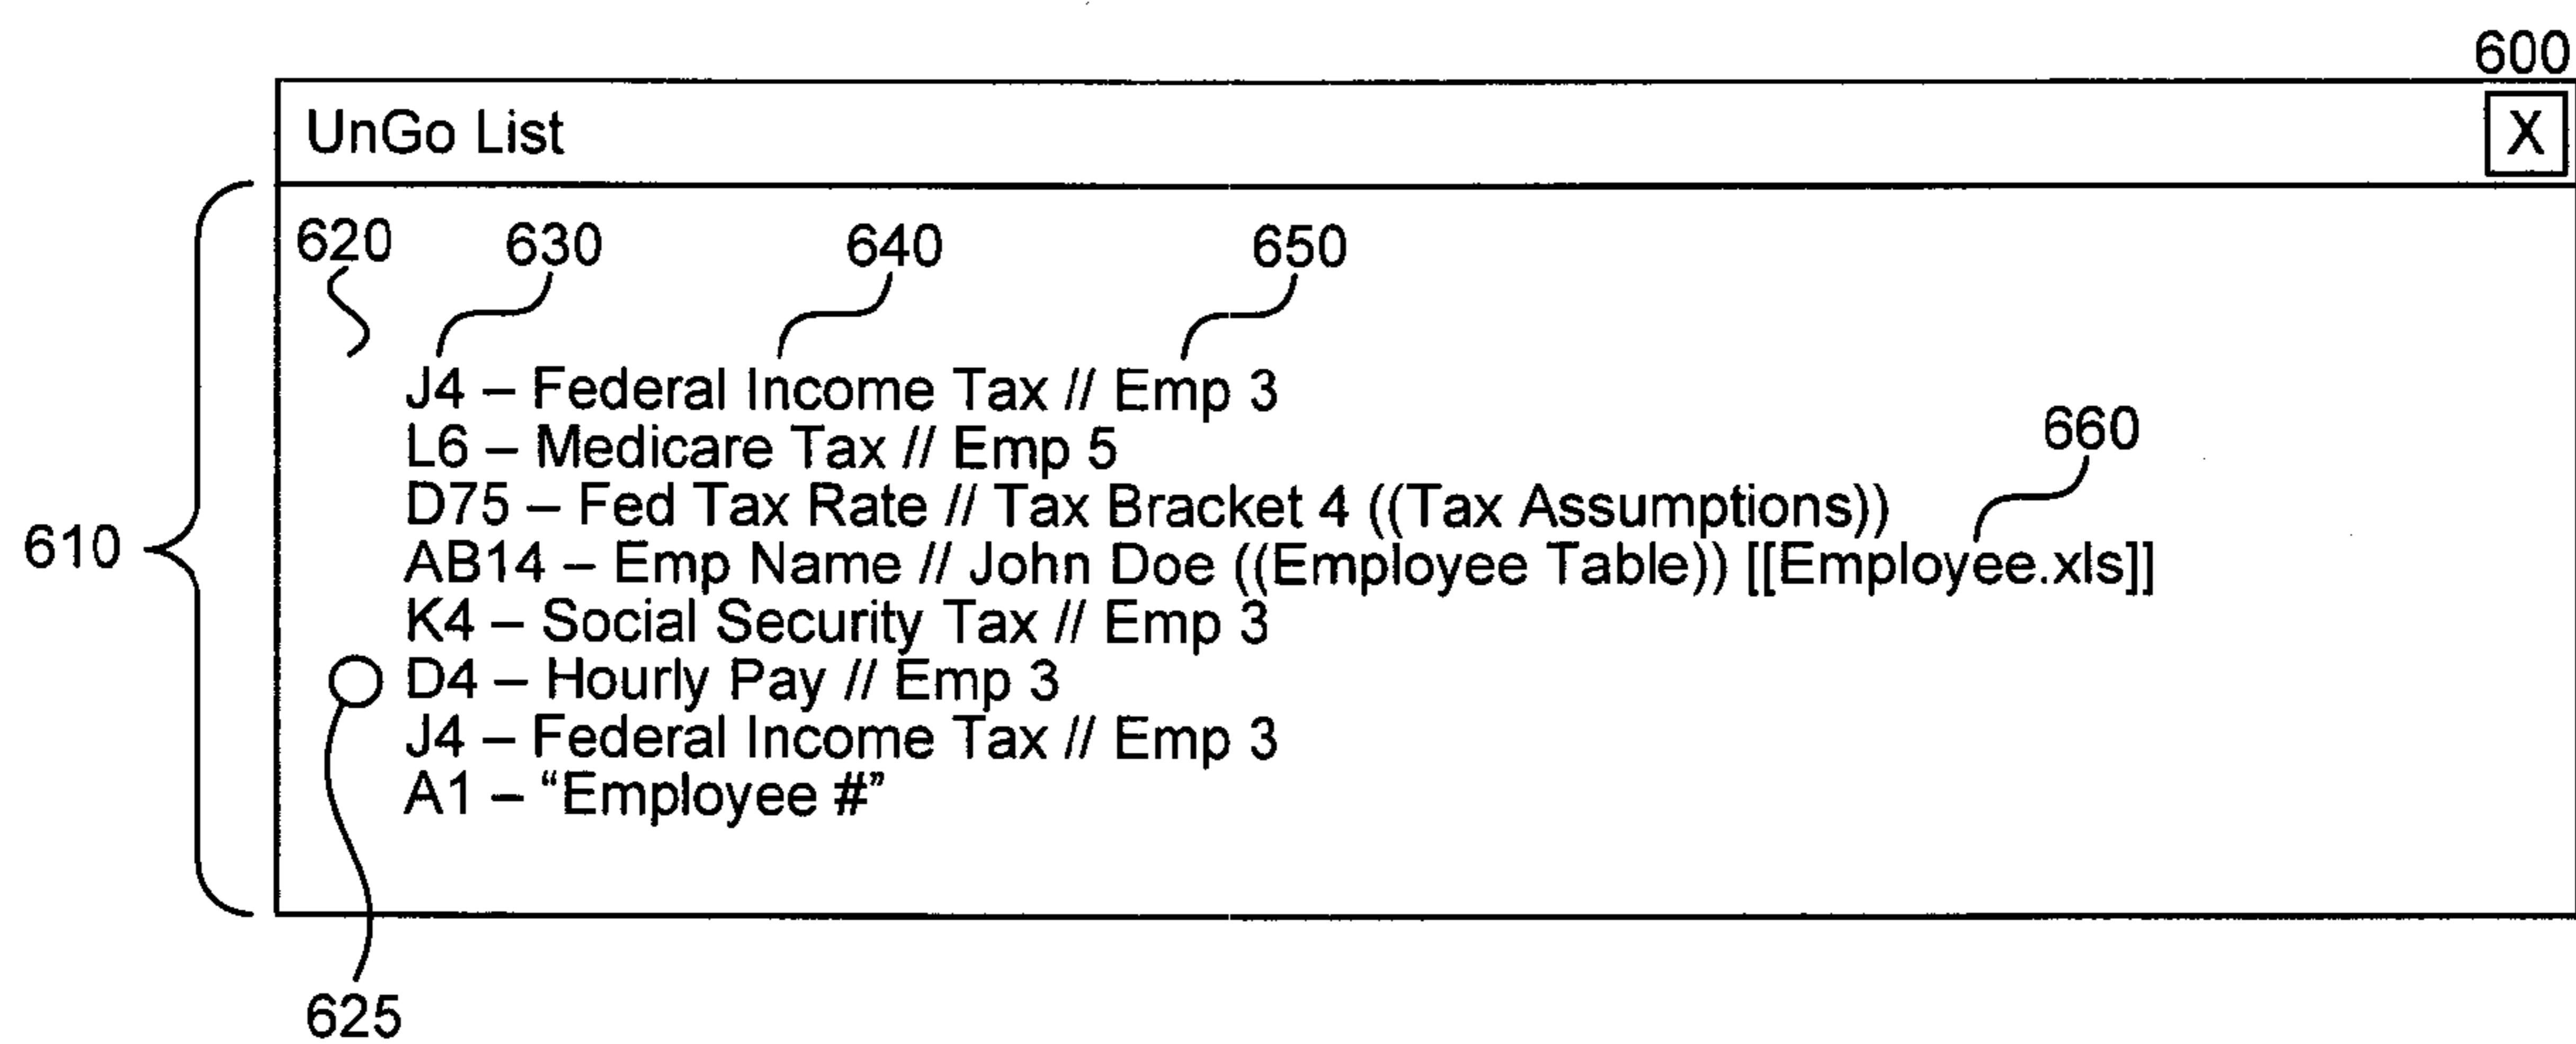 600
UnGo List X
620 630 640 650
J4 – Federal Income Tax // Emp 3
660
L6 – Medicare Tax // Emp 5
D75 – Fed Tax Rate // Tax Bracket 4 ((Tax Assumptions))
610
AB14 – Emp Name // John Doe ((Employee Table)) [[Employee.xls]]
K4 – Social Security Tax // Emp 3
D4 – Hourly Pay // Emp 3
J4 – Federal Income Tax // Emp 3
A1 – “Employee #”
625